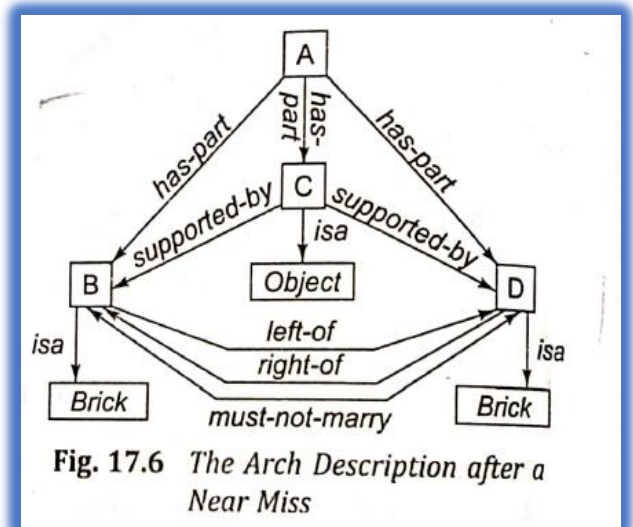 A
has-part
has-
part
has-part
C
supported-by
supported-by
isa
B
Object
D
left-of
isa
right-of
isa
Brick
must-not-marry
Brick
Fig. 17.6 The Arch Description after a
Near Miss